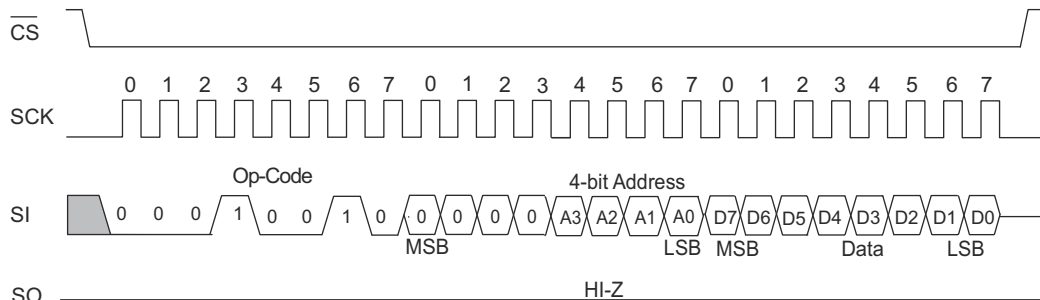 CS
0 1 2 3 4 5 6 7 0 1 2 3 4 5 6 7 0 1 2 3 4 5 6 7
SCK
Op-Code 4-bit Address
SI 0 0 0 1 0 0 1 0 0 0 0 0 A3 A2 A1 A0 D7 D6 D5 D4 D3 D2 D1 D0
MSB LSB MSB Data LSB
HI-Z
SO